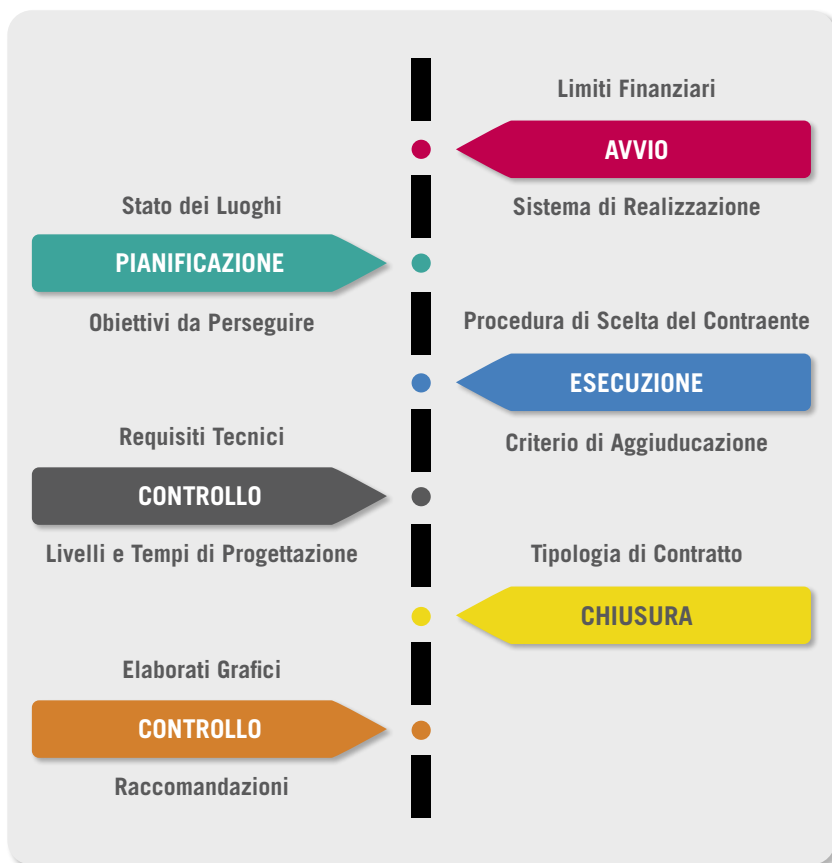 Limiti Finanziari
AVVIO
Sistema di Realizzazione
Stato dei Luoghi
PIANIFICAZIONE
Obiettivi da Perseguire
Procedura di Scelta del Contraente
ESECUZIONE
Criterio di Aggiuducazione
Requisiti Tecnici
CONTROLLO
Livelli e Tempi di Progettazione
Tipologia di Contratto
CHIUSURA
Elaborati Grafici
CONTROLLO
Raccomandazioni